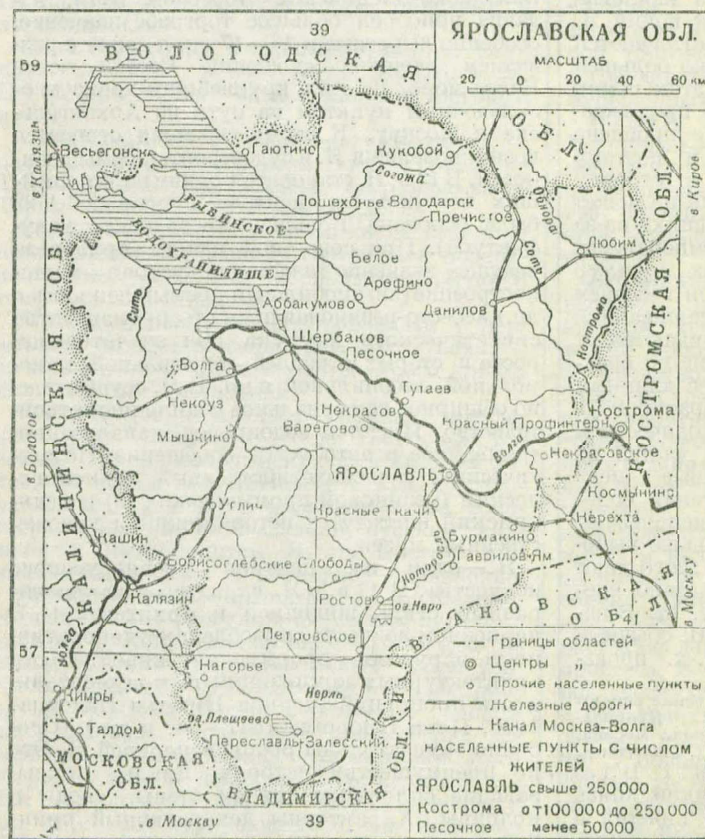 39
ЯРОСЛАВСКАЯ ОБЛ.
МАСШТАБ
20 0 20 40 60 км
ВОЛОГОДСКАЯ
ОБЛ.
59
в Калязин
Весьегонск
Гаютино
Кукобой
Согожа
в Киров
РЫБИНСКОЕ
ВОДОХРАНИЛИЩЕ
Пошехонье-Володарск
Пречистое
Обнора
Соть
Любим
Белое
Арефино
Аббакумово
Данилов
Сить
Кострома
КОСТРОМСКАЯ ОБЛ.
Щербаков
Песочное
Волга
Тутаев
Некоуз
Некрасов
Варегово
Красный Профинтерн
Кострома
Волга
Мышкино
Некрасовское
в Бологое
КАЛИНИНСКАЯ ОБЛ.
ЯРОСЛАВЛЬ
Космынино
Углич
Красные Ткачи
Нерехта
Бурмакино
Кашин
Которосль
Гаврилов-Ям
Борисоглебские Слободы
Калязин
Ростов
оз. Неро
ИВАНОВСКАЯ
ОБЛ.
в Москву
41
Волга
Петровское
57
Нагорье
Нерль
Кимры
оз. Плещеево
Талдом
Переславль-Залесский
МОСКОВСКАЯ
ОБЛ.
ВЛАДИМИРСКАЯ
ОБЛ.
в Москву
39
Границы областей
Центры „
Прочие населенные пункты
Железные дороги
Канал Москва-Волга
НАСЕЛЕННЫЕ ПУНКТЫ С ЧИСЛОМ
ЖИТЕЛЕЙ
ЯРОСЛАВЛЬ свыше 250 000
Кострома от 100 000 до 250 000
Песочное менее 50 000